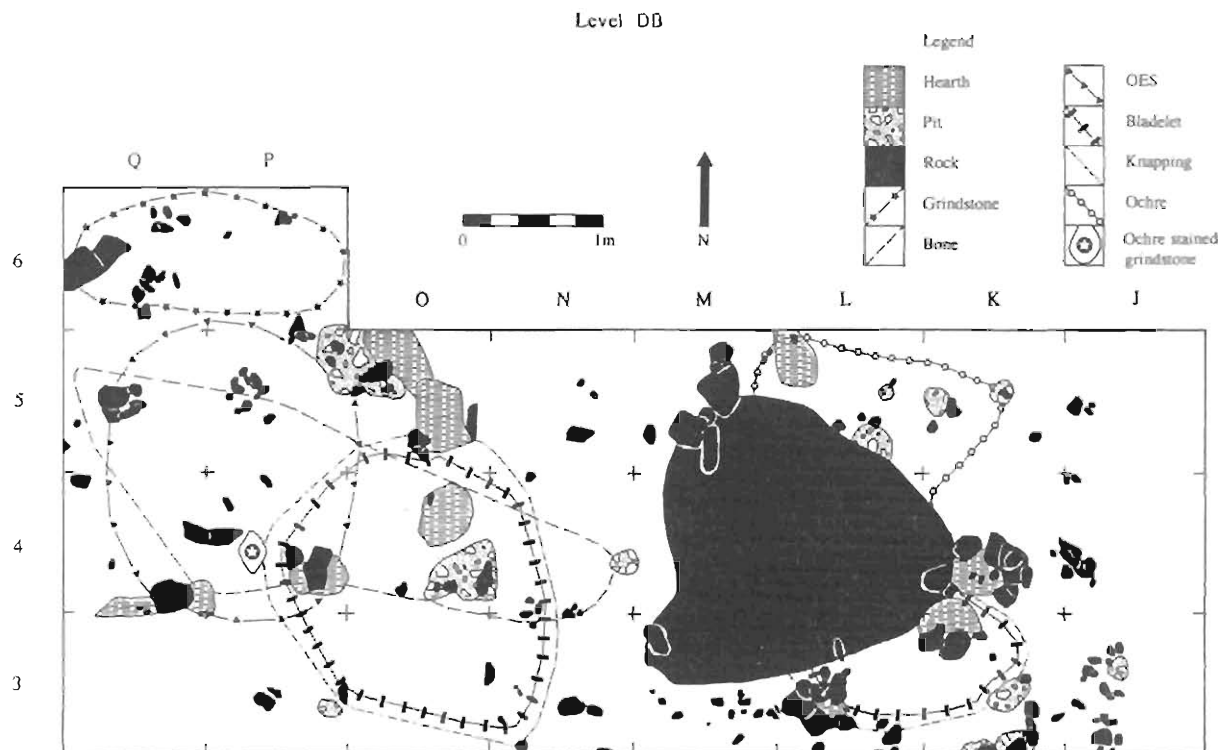 Level DB
Legend
Hearth
Pit
Rock
Grindstone
Bone
OES
Bladelet
Knapping
Ochre
Ochre stained
grindstone
Q P
0 1m
N
O N M L K J
6
5
4
3